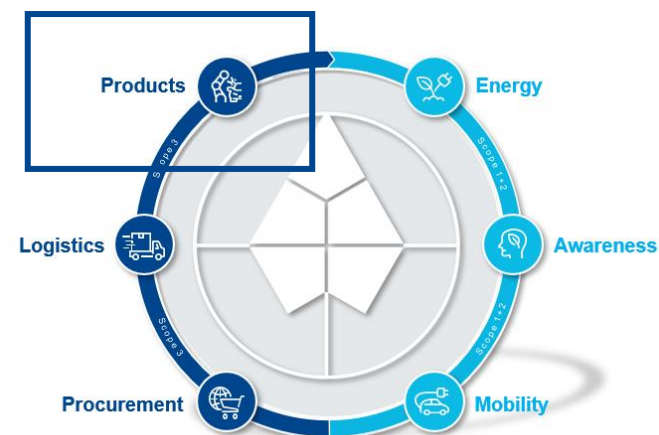 Products
Energy
Scope 3
Scope 1+2
Logistics
Awareness
Scope 3
Scope 1+2
Procurement
Mobility